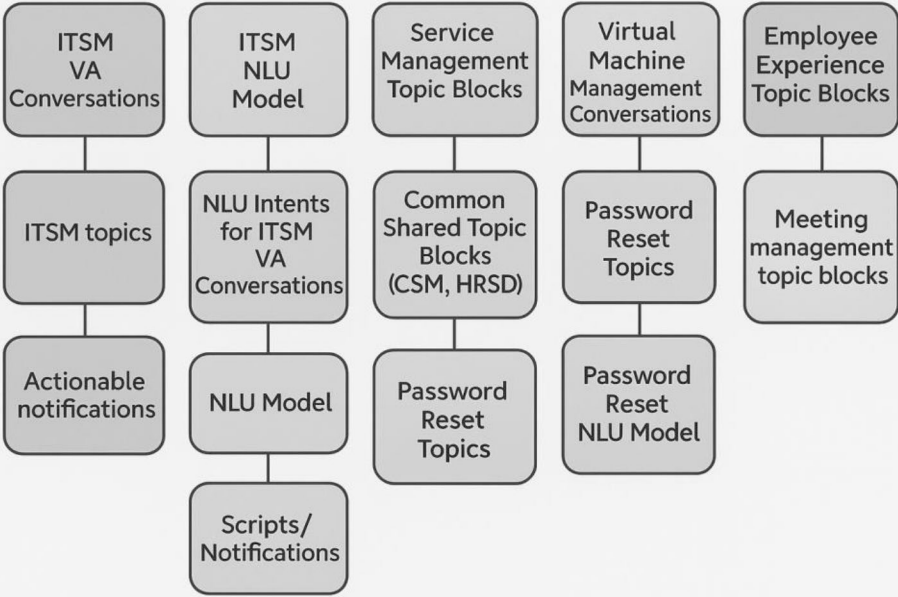 ITSM
VA
Conversations
ITSM topics
Actionable
notifications
ITSM
NLU
Model
NLU Intents
for ITSM
VA
Conversations
NLU Model
Scripts/
Notifications
Service
Management
Topic Blocks
Common
Shared Topic
Blocks
(CSM, HRSD)
Password
Reset
Topics
Virtual
Machine
Management
Conversations
Password
Reset
Topics
Password
Reset
NLU Model
Employee
Experience
Topic Blocks
Meeting
management
topic blocks